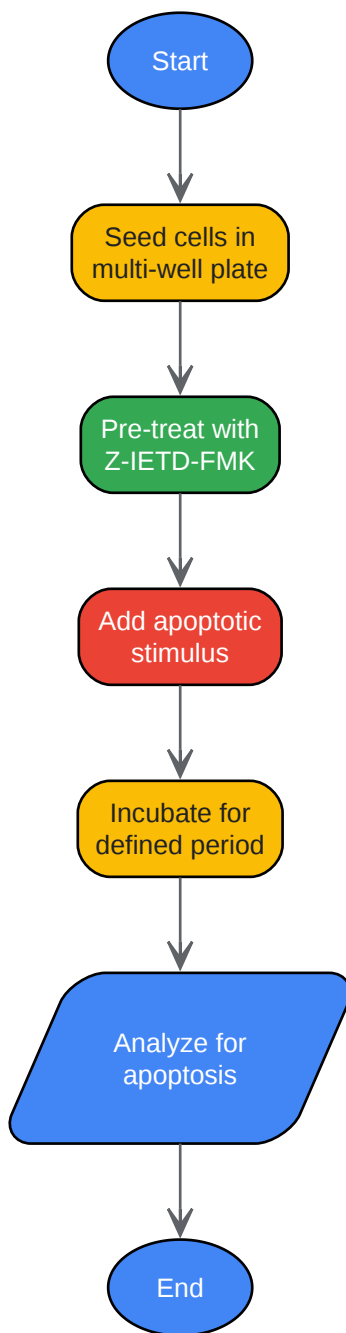 Start
Seed cells in
multi-well plate
Pre-treat with
Z-IETD-FMK
Add apoptotic
stimulus
Incubate for
defined period
Analyze for
apoptosis
End